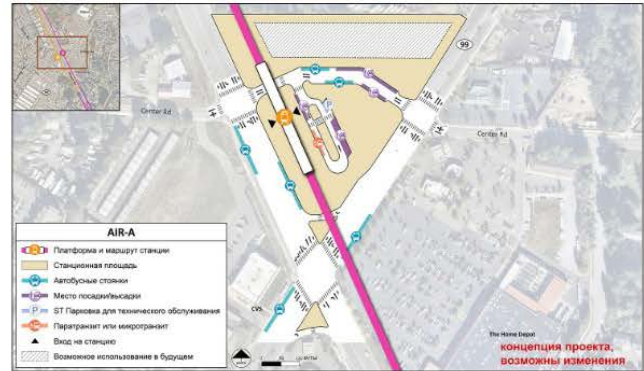 99
Center Rd
Center Rd
AIR-A
Платформа и маршрут станции
Станционная площадь
Автобусные стоянки
Место посадки/высадки
P ST Парковка для технического обслуживания
Паратранзит или микротранзит
Вход на станцию
Возможное использование в будущем
CVS
The Home Depot
концепция проекта,
возможны изменения